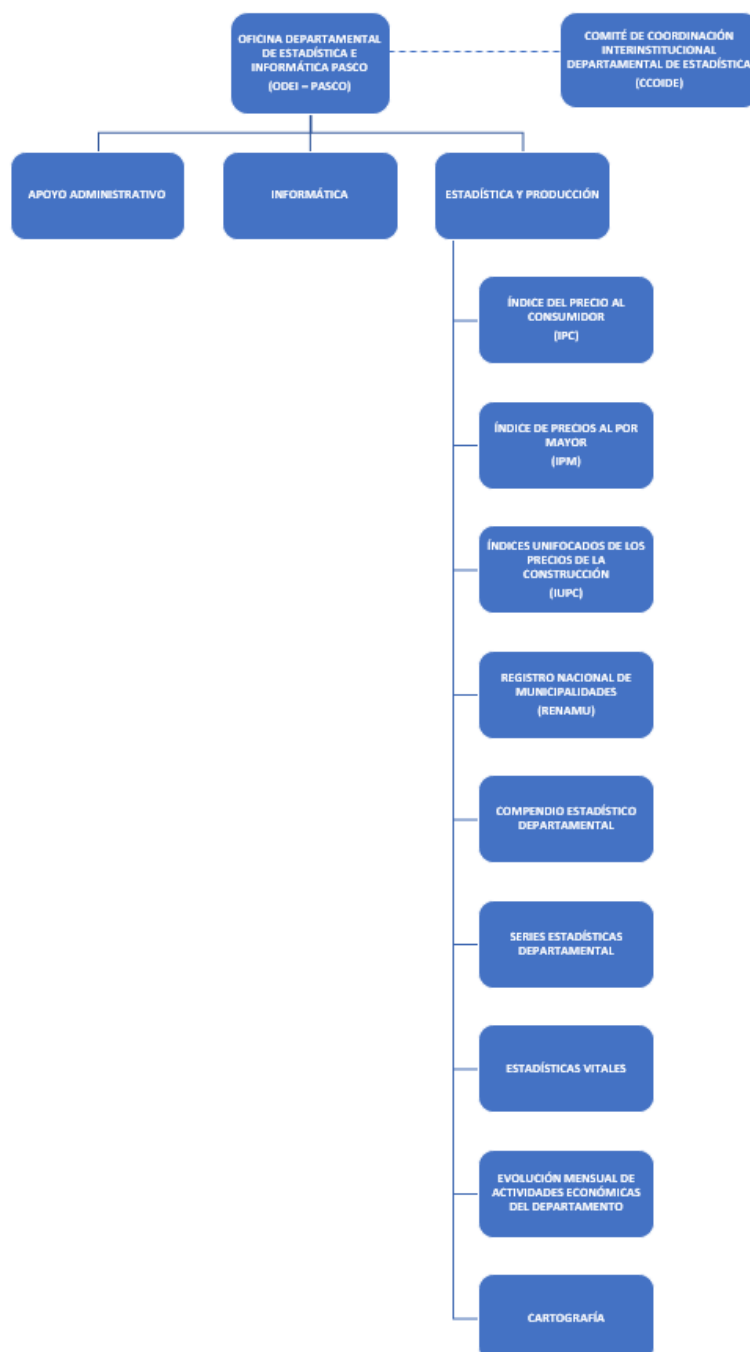 OFICINA DEPARTAMENTAL
DE ESTADÍSTICA E
INFORMÁTICA PASCO
(ODEI – PASCO)
COMITÉ DE COORDINACIÓN
INTERINSTITUCIONAL
DEPARTAMENTAL DE ESTADÍSTICA
(CCOIDE)
APOYO ADMINISTRATIVO
INFORMÁTICA
ESTADÍSTICA Y PRODUCCIÓN
ÍNDICE DEL PRECIO AL
CONSUMIDOR
(IPC)
ÍNDICE DE PRECIOS AL POR
MAYOR
(IPM)
ÍNDICES UNIFOCADOS DE LOS
PRECIOS DE LA
CONSTRUCCIÓN
(IUPC)
REGISTRO NACIONAL DE
MUNICIPALIDADES
(RENAMU)
COMPENDIO ESTADÍSTICO
DEPARTAMENTAL
SERIES ESTADÍSTICAS
DEPARTAMENTAL
ESTADÍSTICAS VITALES
EVOLUCIÓN MENSUAL DE
ACTIVIDADES ECONÓMICAS
DEL DEPARTAMENTO
CARTOGRAFÍA